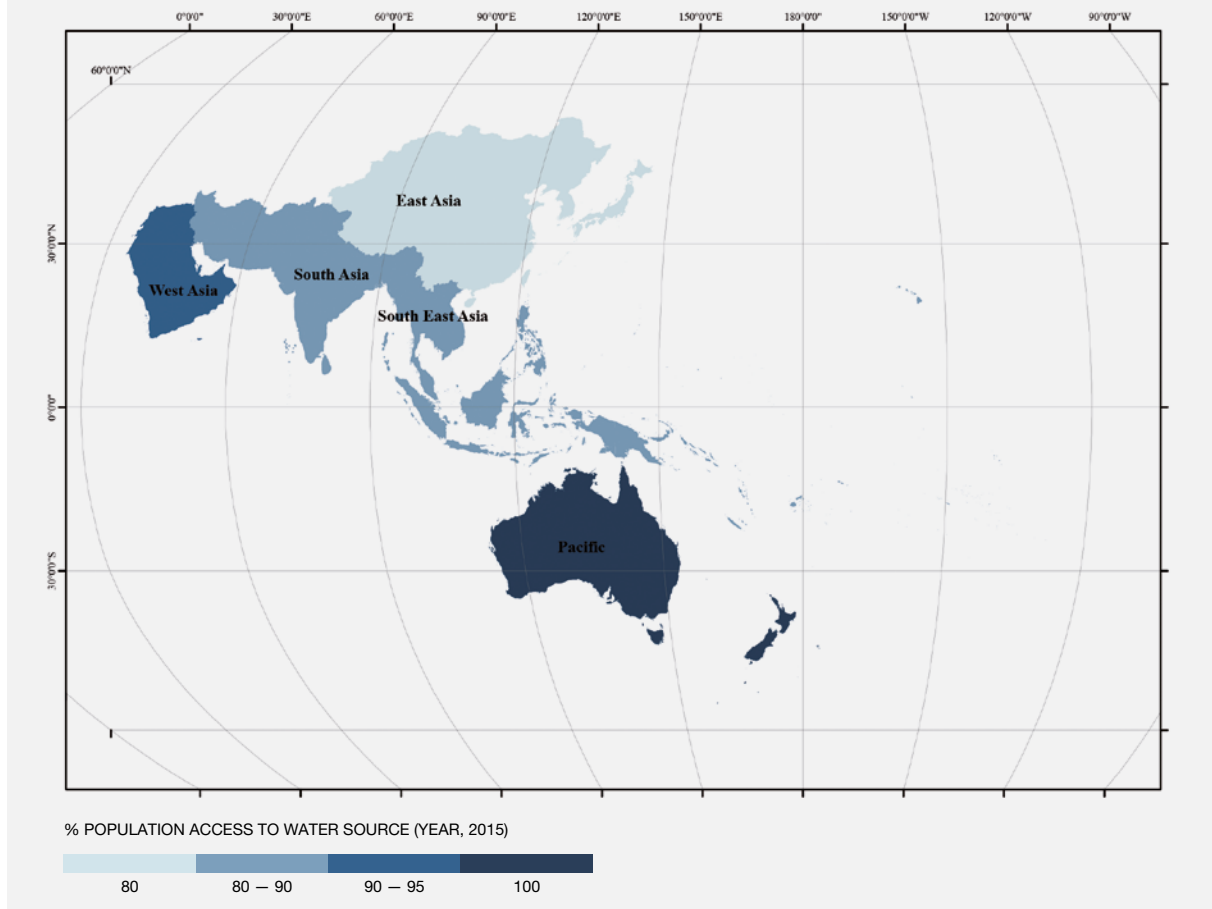 0°0'0" 30°0'0"E 60°0'0"E 90°0'0"E 120°0'0"E 150°0'0"E 180°0'0" 150°0'0"W 120°0'0"W 90°0'0"W
60°0'0"N
East Asia
30°0'0"N
South Asia
West Asia
South East Asia
0°0'0"
Pacific
30°0'0"S
% POPULATION ACCESS TO WATER SOURCE (YEAR, 2015)
80 80 — 90 90 — 95 100